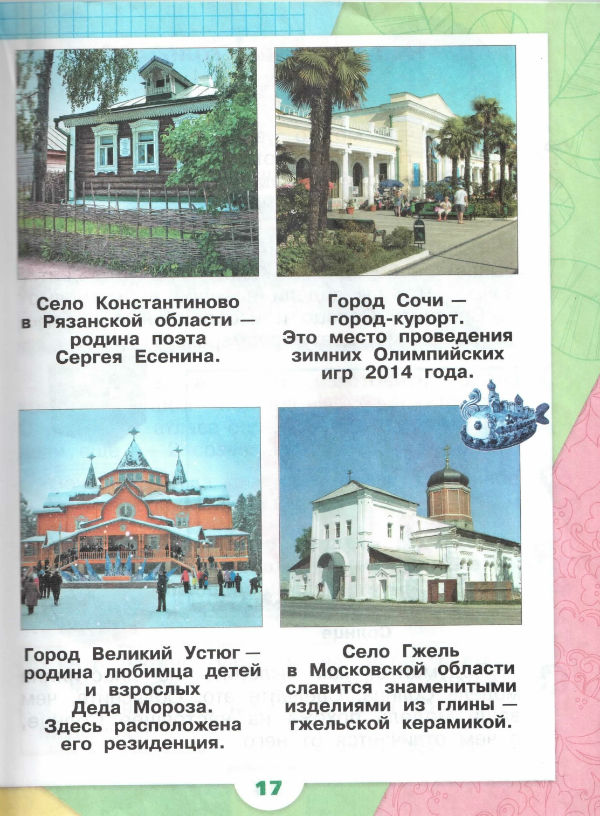 Село Константиново
в Рязанской области —
родина поэта
Сергея Есенина.
Город Сочи —
город-курорт.
Это место проведения
зимних Олимпийских
игр 2014 года.
Город Великий Устюг —
родина любимца детей
и взрослых
Деда Мороза.
Здесь расположена
его резиденция.
Село Гжель
в Московской области
славится знаменитыми
изделиями из глины —
гжельской керамикой.
17